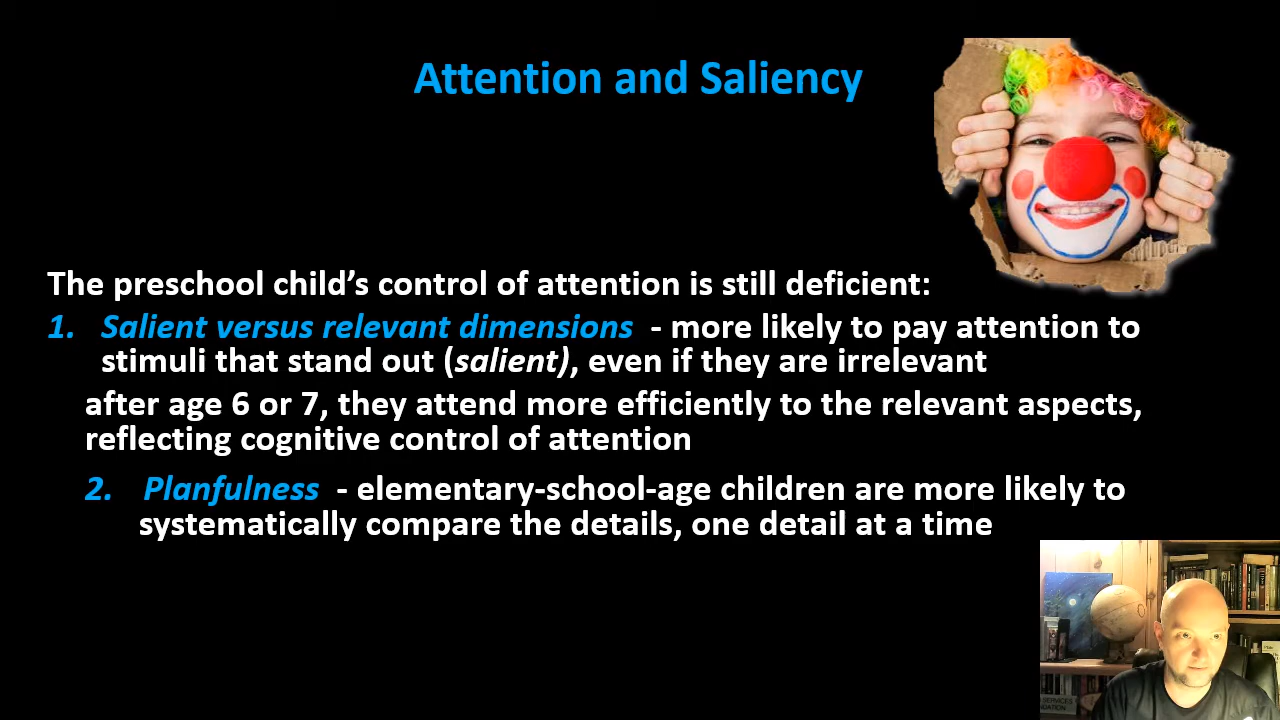 Attention and Saliency
The preschool child’s control of attention is still deficient:
1. Salient versus relevant dimensions - more likely to pay attention to
stimuli that stand out (salient), even if they are irrelevant
after age 6 or 7, they attend more efficiently to the relevant aspects,
reflecting cognitive control of attention
2. Planfulness - elementary-school-age children are more likely to
systematically compare the details, one detail at a time